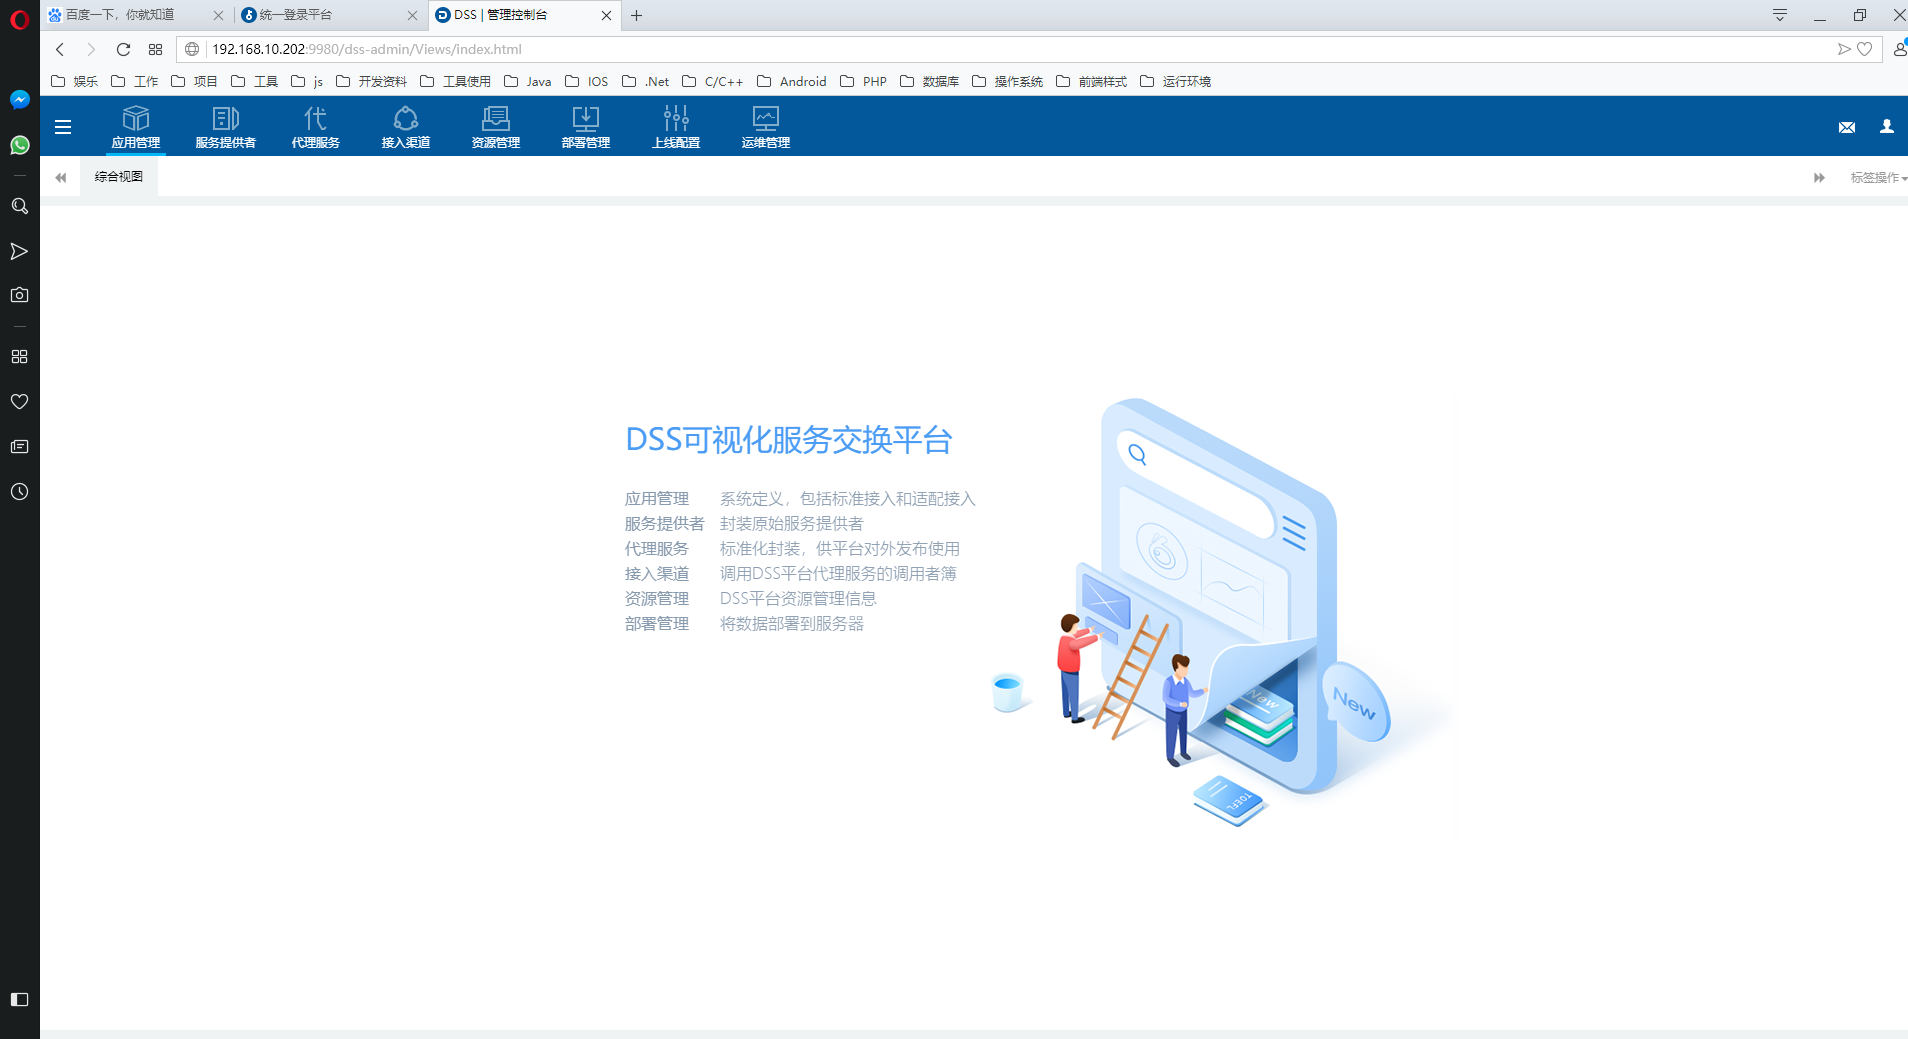 百度一下，你就知道
统一登录平台
DSS | 管理控制台
192.168.10.202:9980/dss-admin/Views/index.html
娱乐 工作 项目 工具 js 开发资料 工具使用 Java IOS .Net C/C++ Android PHP 数据库 操作系统 前端样式 运行环境
应用管理 服务提供者 代理服务 接入渠道 资源管理 部署管理 上线配置 运维管理
综合视图 标签操作
DSS可视化服务交换平台
应用管理 系统定义，包括标准接入和适配接入
服务提供者 封装原始服务提供者
代理服务 标准化封装，供平台对外发布使用
接入渠道 调用DSS平台代理服务的调用者簿
资源管理 DSS平台资源管理信息
部署管理 将数据部署到服务器
New
New
TOEFL